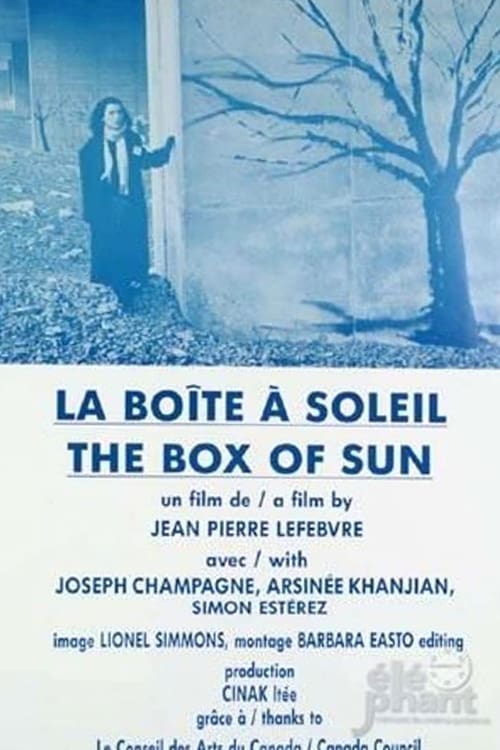 LA BOÎTE À SOLEIL
THE BOX OF SUN
un film de / a film by
JEAN PIERRE LEFEBVRE
avec / with
JOSEPH CHAMPAGNE, ARSINÉE KHANJIAN,
SIMON ESTÉREZ
image LIONEL SIMMONS, montage BARBARA EASTO editing
production
CINAK ltée
grâce à / thanks to
Le Conseil des Arts du Canada / Canada Council
élé
phant